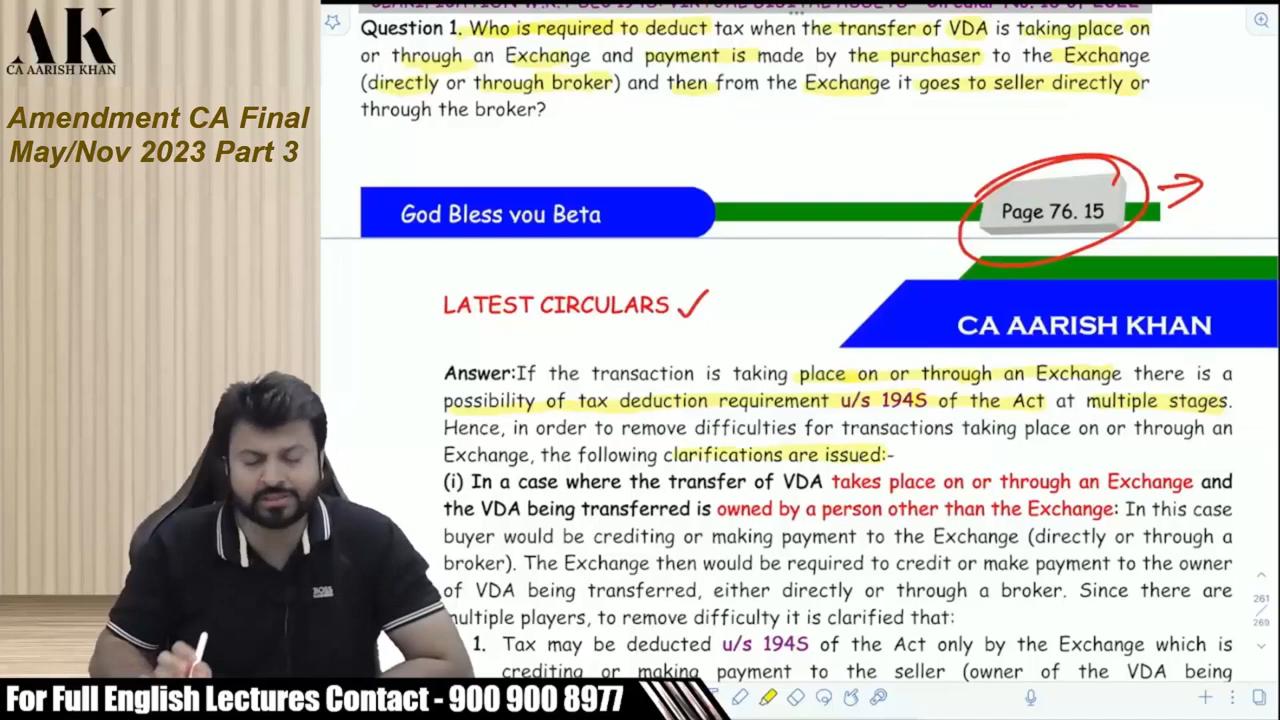 AK
CA AARISH KHAN
Amendment CA Final
May/Nov 2023 Part 3
Question 1. Who is required to deduct tax when the transfer of VDA is taking place on
or through an Exchange and payment is made by the purchaser to the Exchange
(directly or through broker) and then from the Exchange it goes to seller directly or
through the broker?
God Bless you Beta
Page 76. 15
LATEST CIRCULARS
CA AARISH KHAN
Answer:If the transaction is taking place on or through an Exchange there is a
possibility of tax deduction requirement u/s 194S of the Act at multiple stages.
Hence, in order to remove difficulties for transactions taking place on or through an
Exchange, the following clarifications are issued:-
(i) In a case where the transfer of VDA takes place on or through an Exchange and
the VDA being transferred is owned by a person other than the Exchange: In this case
buyer would be crediting or making payment to the Exchange (directly or through a
broker). The Exchange then would be required to credit or make payment to the owner
of VDA being transferred, either directly or through a broker. Since there are
multiple players, to remove difficulty it is clarified that:
1. Tax may be deducted u/s 194S of the Act only by the Exchange which is
crediting or making payment to the seller (owner of the VDA being
261
269
BOSS
For Full English Lectures Contact - 900 900 8977